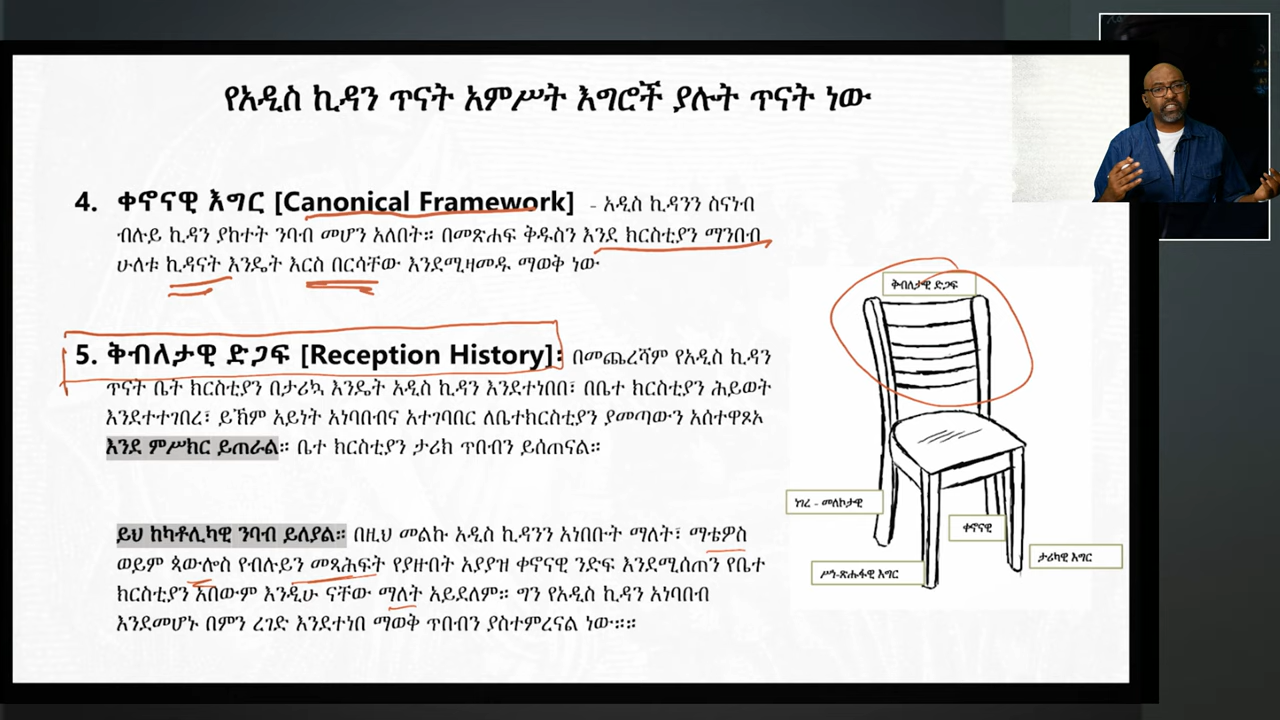 የአዲስ ኪዳን ጥናት አምሥት እግሮች ያሉት ጥናት ነው
4. ቀኖናዊ እግር [Canonical Framework] - አዲስ ኪዳንን ስናነብ
ብሉይ ኪዳን ያከተት ንባብ መሆን አለበት። በመጽሐፍ ቅዱስን እንደ ክርስቲያን ማንበብ
ሁለቱ ኪዳናት እንዴት እርስ በርሳቸው እንደሚዛመዱ ማወቅ ነው
5. ቅብለታዊ ድጋፍ [Reception History]፡ በመጨረሻም የአዲስ ኪዳን
ጥናት ቤት ክርስቲያን በታሪኳ እንዴት አዲስ ኪዳን እንደተነበበ፣ በቤተ ክርስቲያን ሕይወት
እንደተተገበረ፣ ይኽም አይነት አነባበብና አተገባበር ለቤተክርስቲያን ያመጣውን አሰተዋጾኦ
እንደ ምሥክር ይጠራል። ቤተ ክርስቲያን ታሪክ ጥበብን ይሰጠናል።
ይህ ከካቶሊካዊ ንባብ ይለያል። በዚህ መልኩ አዲስ ኪዳንን አነበቡት ማለት፣ ማቴዎስ
ወይም ጳውሎስ የብሉይን መጻሕፍት የያዙበት አያያዝ ቀኖናዊ ንድፍ እንደሚሰጠን የቤተ
ክርስቲያን አበውም እንዲሁ ናቸው ማለት አይደለም። ግን የአዲስ ኪዳን አነባበብ
እንደመሆኑ በምን ረገድ እንደተነበ ማወቅ ጥበብን ያስተምረናል ነው።።
ቅብለታዊ ድጋፍ
ነገረ - መለኮታዊ
ቀኖናዊ
ታሪካዊ እግር
ሥነ-ጽሑፋዊ እግር